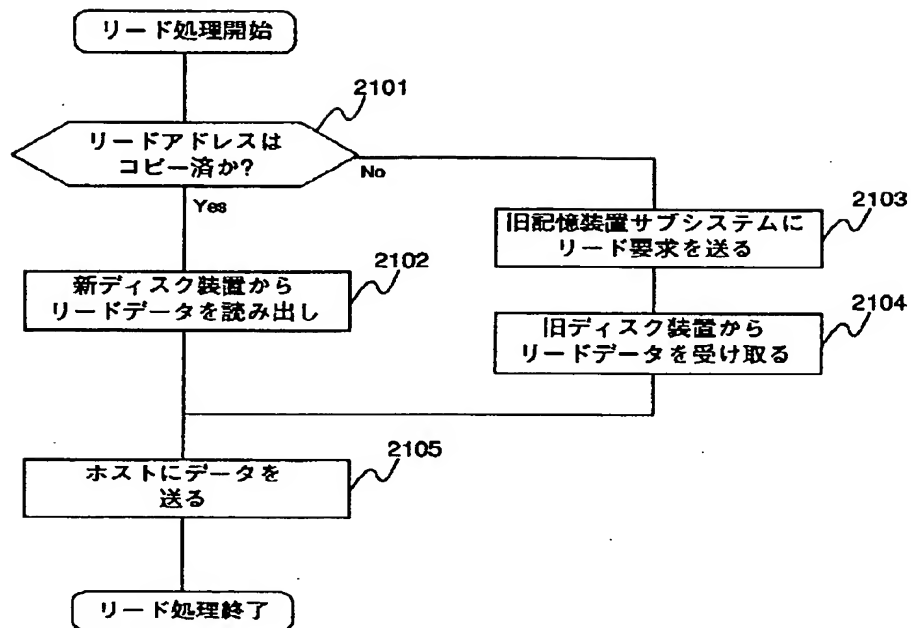 リード処理開始
2101
リードアドレスは
コピー済か?
No
Yes
2103
旧記憶装置サブシステムに
リード要求を送る
2102
新ディスク装置から
リードデータを読み出し
2104
旧ディスク装置から
リードデータを受け取る
2105
ホストにデータを
送る
リード処理終了